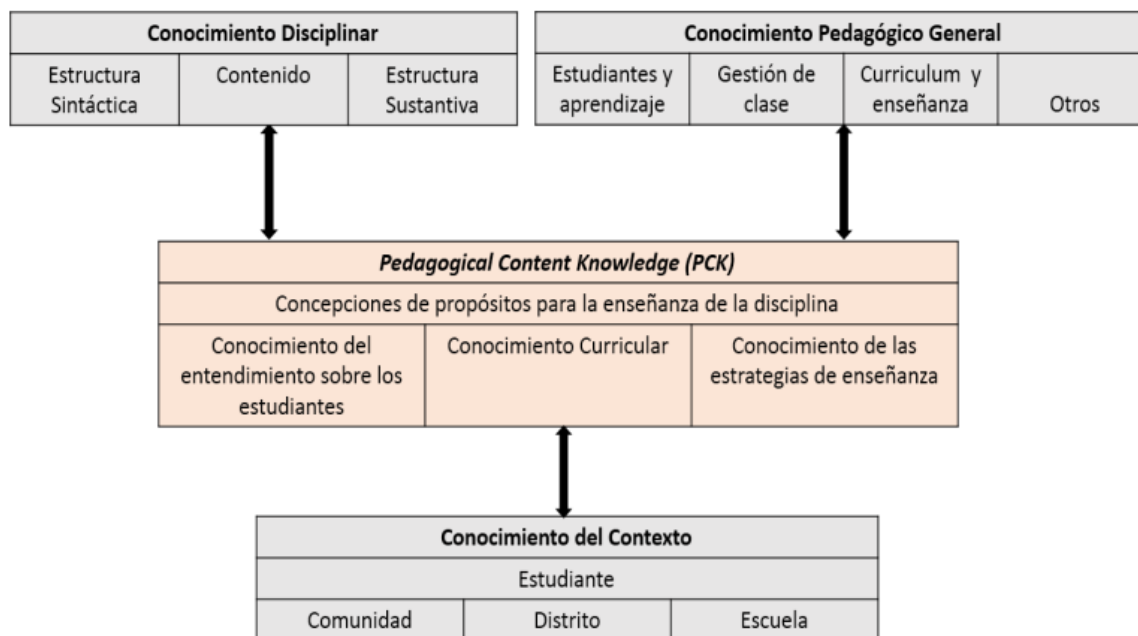 Conocimiento Disciplinar
Estructura
Sintáctica
Contenido
Estructura
Sustantiva
Conocimiento Pedagógico General
Estudiantes y
aprendizaje
Gestión de
clase
Curriculum y
enseñanza
Otros
Pedagogical Content Knowledge (PCK)
Concepciones de propósitos para la enseñanza de la disciplina
Conocimiento del
entendimiento sobre los
estudiantes
Conocimiento Curricular
Conocimiento de las
estrategias de enseñanza
Conocimiento del Contexto
Estudiante
Comunidad
Distrito
Escuela